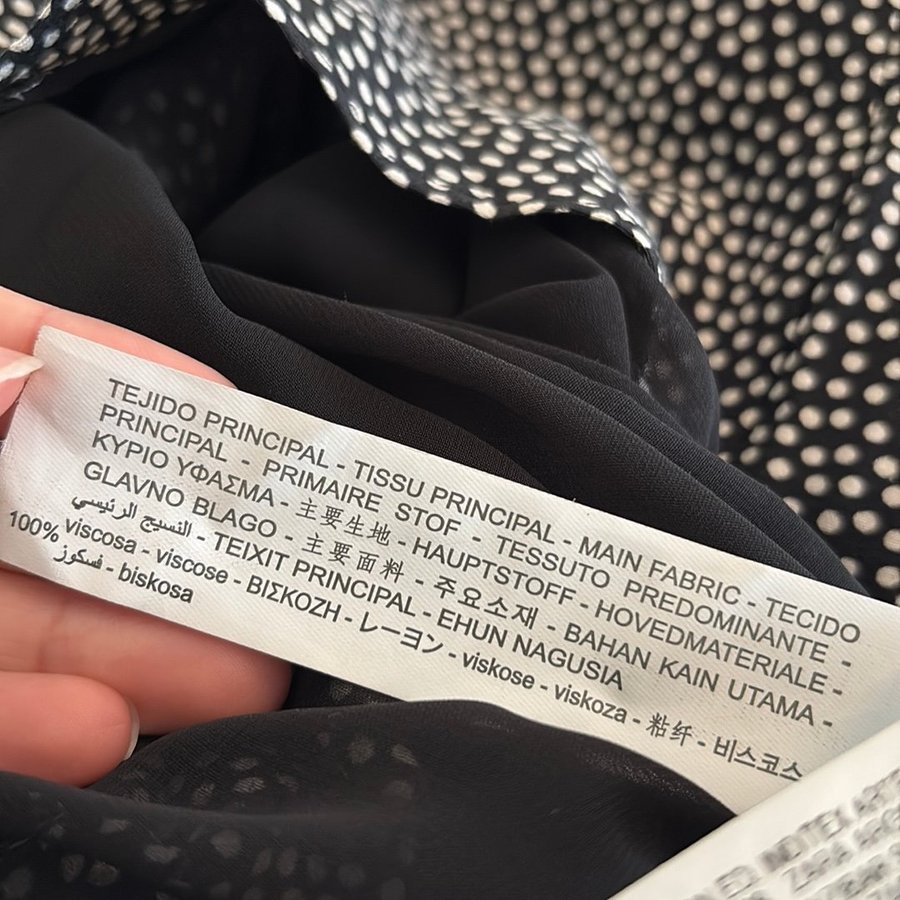 TEJIDO PRINCIPAL - TISSU PRINCIPAL - MAIN FABRIC - TECIDO
PRINCIPAL - PRIMAIRE STOF - TESSUTO PREDOMINANTE -
ΚΥΡΙΟ ΥΦΑΣΜΑ - 主要生地 - HAUPTSTOFF - HOVEDMATERIALE -
GLAVNO BLAGO - 主要面料 - 주요소재 - BAHAN KAIN UTAMA -
النسيج الرئيسي - TEIXIT PRINCIPAL - EHUN NAGUSIA
100% viscosa - viscose - ΒΙΣΚΟΖΗ - レーヨン - viskose - viskoza - 粘纤 - 비스코스
فسكوز - biskosa
ZARA